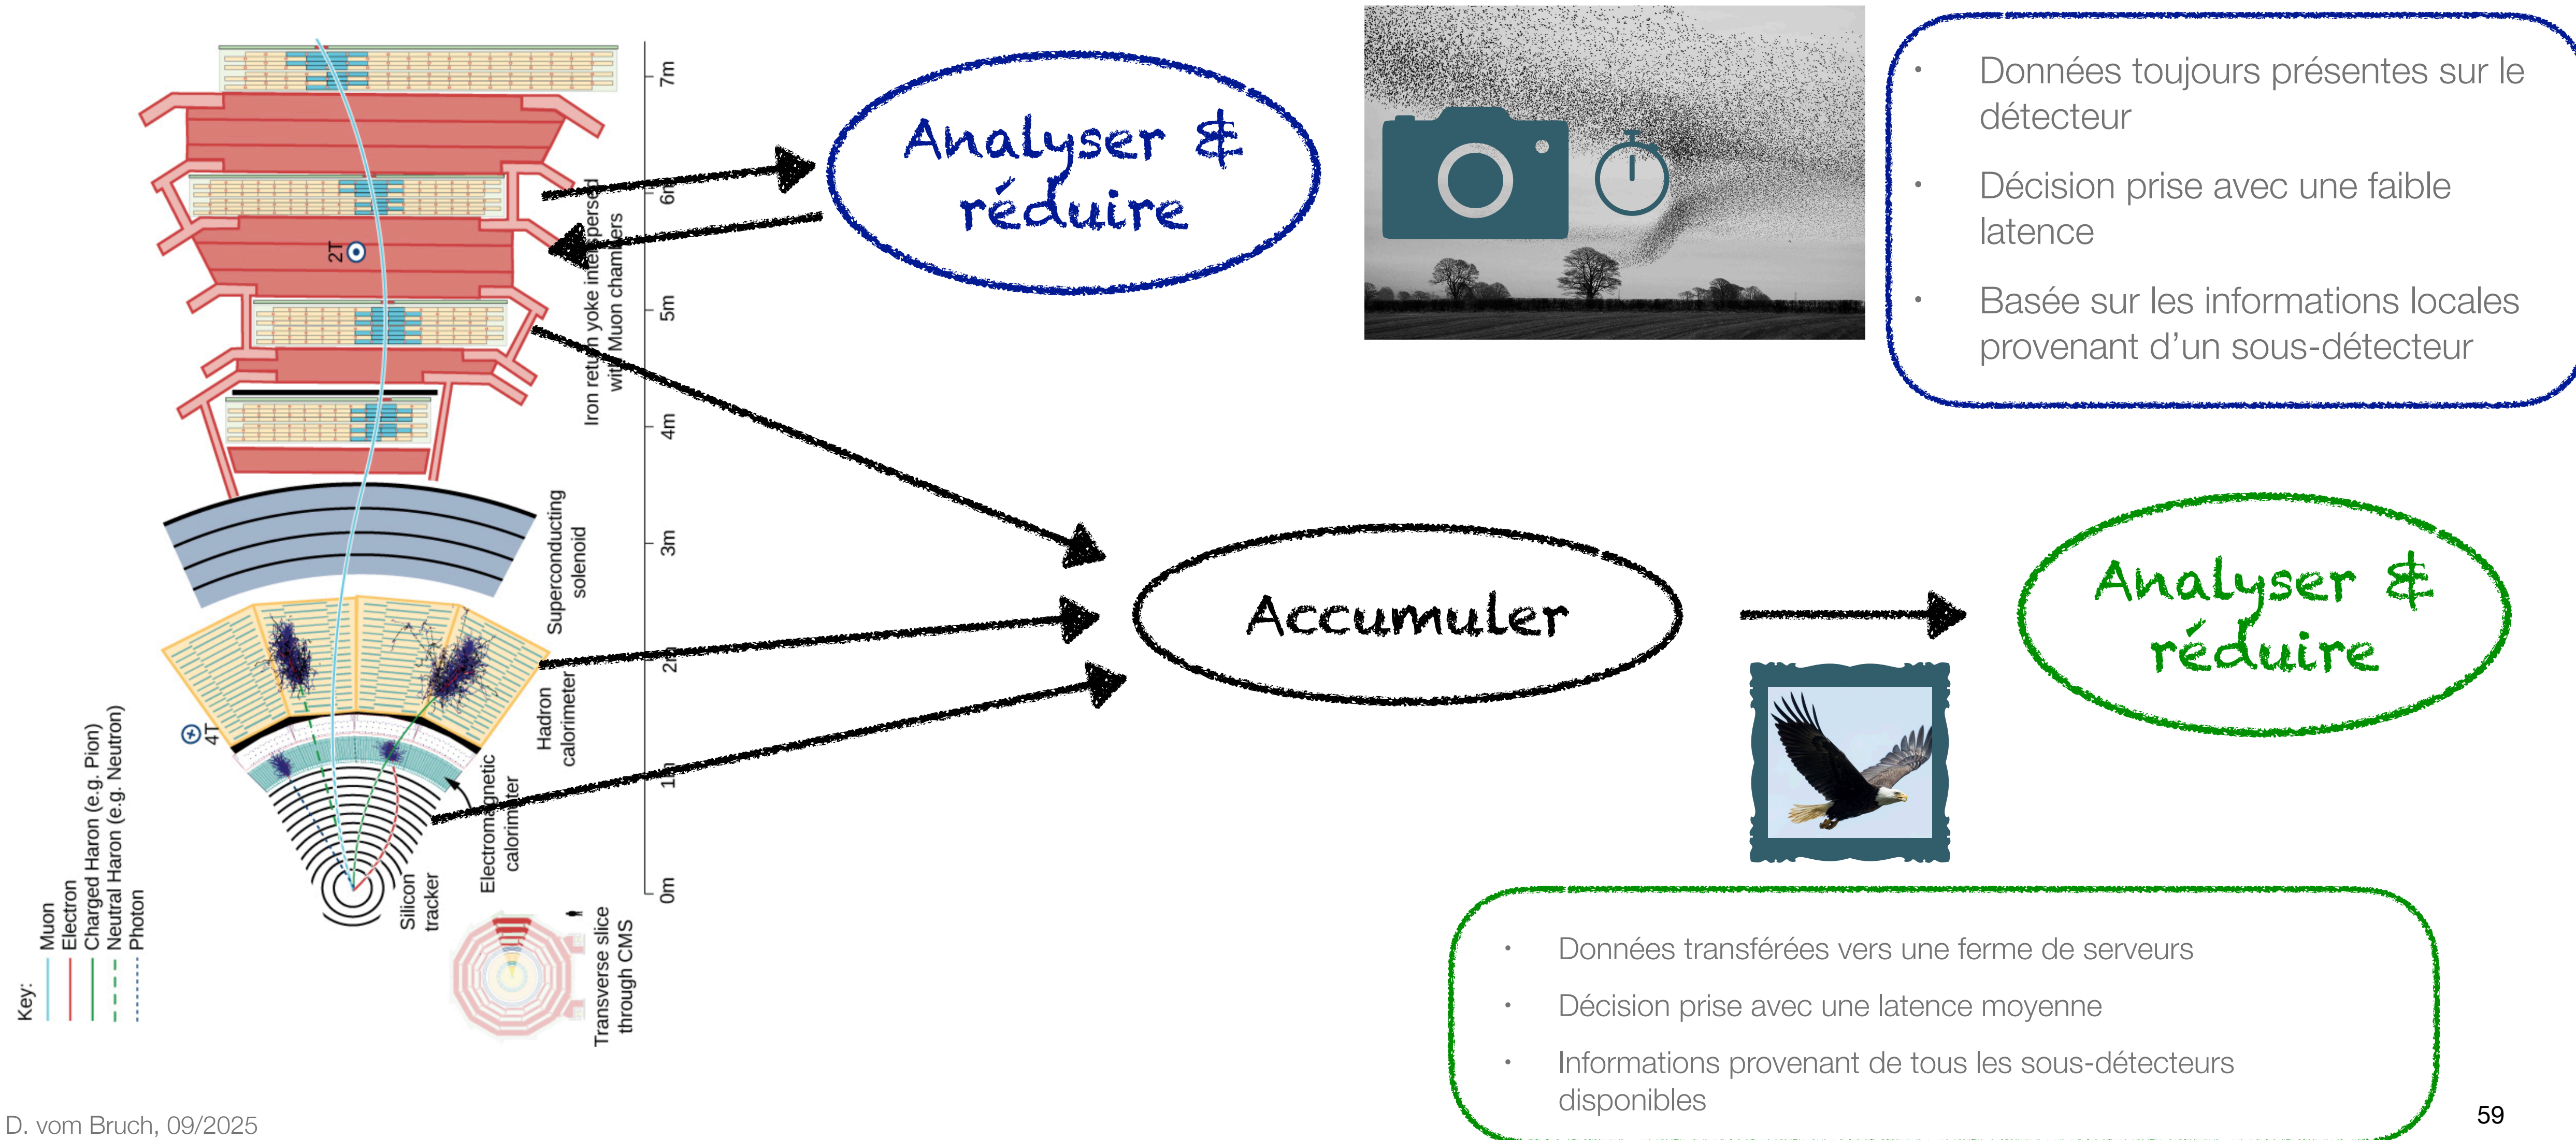 Analyser &
réduire
• Données toujours présentes sur le
détecteur
• Décision prise avec une faible
latence
• Basée sur les informations locales
provenant d'un sous-détecteur
7m
6m
5m
4m
3m
2m
1m
0m
2T
Iron return yoke interspersed
with Muon chambers
Superconducting
solenoid
4T
Hadron
calorimeter
Electromagnetic
calorimeter
Silicon
tracker
Transverse slice
through CMS
Key:
Muon
Electron
Charged Haron (e.g. Pion)
Neutral Haron (e.g. Neutron)
Photon
Accumuler
Analyser &
réduire
• Données transférées vers une ferme de serveurs
• Décision prise avec une latence moyenne
• Informations provenant de tous les sous-détecteurs
disponibles
D. vom Bruch, 09/2025
59